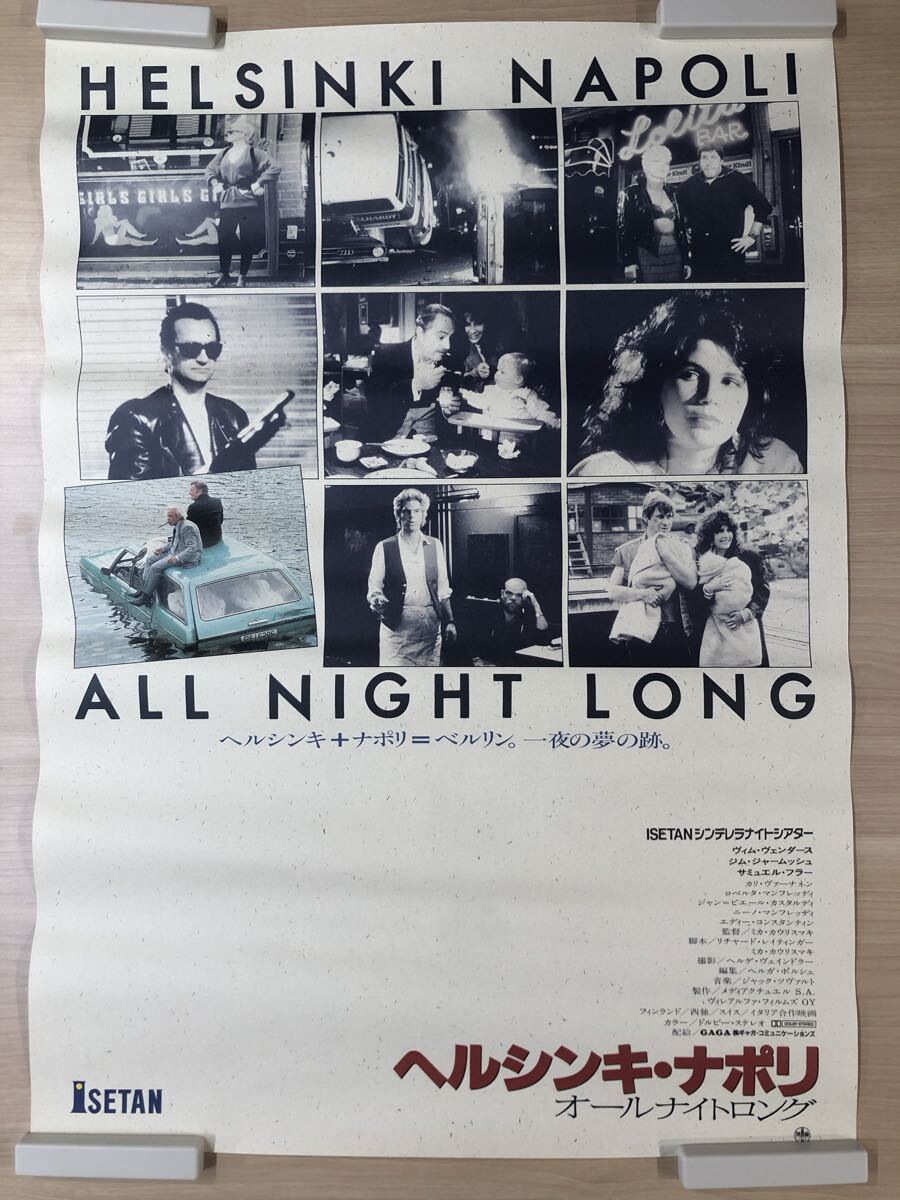 HELSINKI NAPOLI
GIRLS GIRLS GI
Lolita
BAR
Kindl
ELHARDT
ALL NIGHT LONG
ヘルシンキ＋ナポリ＝ベルリン。一夜の夢の跡。
ISETANシンデレラナイトシアター
ヴィム・ヴェンダース
ジム・ジャームッシュ
サミュエル・フラー
カリ・ヴァーナネン
ロベルタ・マンフレッディ
ジャン＝ピエール・カスタルディ
ニーノ・マンフレッディ
エディー・コンスタンティン
監督／ミカ・カウリスマキ
脚本／リチャード・レイティンガー
ミカ・カウリスマキ
撮影／ヘルゲ・ヴェインドラー
編集／ヘルガ・ボルシェ
音楽／ジャック・ツヴァルト
製作／メディアクチュエル S.A.
ヴィレアルファ・フィルムズ OY
フィンランド／西独／スイス／イタリア合作映画
カラー／ドルビー・ステレオ DOLBY STEREO
配給／GAGA ㈱ギャガ・コミュニケーションズ
ヘルシンキ・ナポリ
オールナイトロング
ISETAN